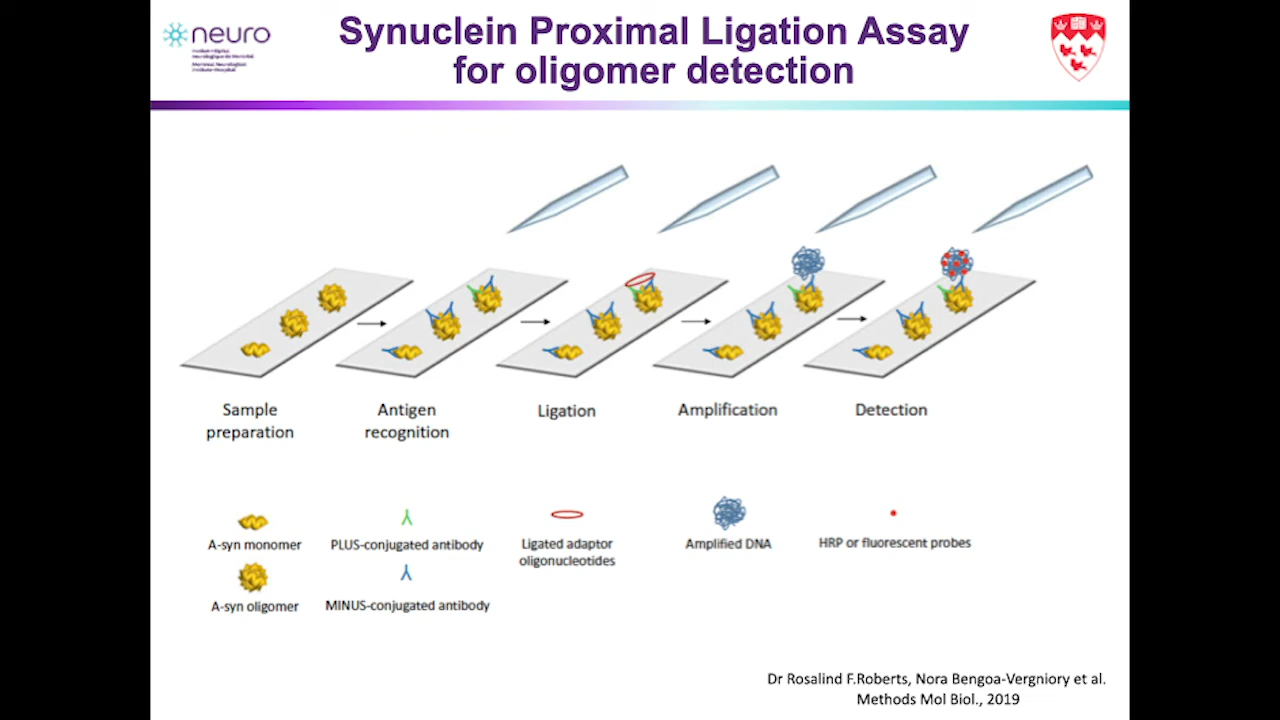 neuro
Synuclein Proximal Ligation Assay
for oligomer detection
Sample
preparation
Antigen
recognition
Ligation
Amplification
Detection
A-syn monomer
PLUS-conjugated antibody
Ligated adaptor
oligonucleotides
Amplified DNA
HRP or fluorescent probes
A-syn oligomer
MINUS-conjugated antibody
Dr Rosalind F.Roberts, Nora Bengoa-Vergniory et al.
Methods Mol Biol., 2019